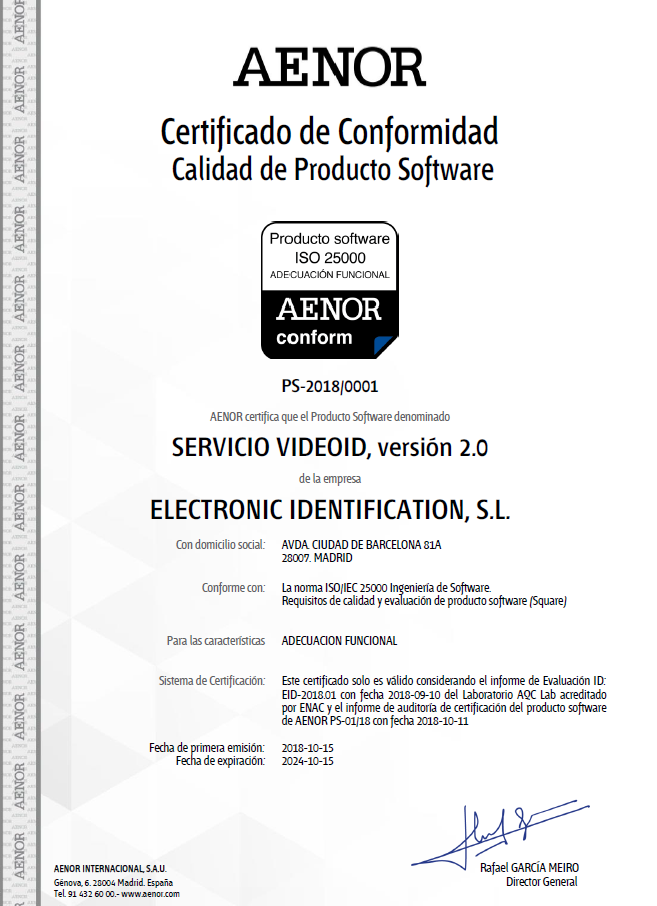 AENOR
Certificado de Conformidad
Calidad de Producto Software
Producto software
ISO 25000
ADECUACIÓN FUNCIONAL
AENOR
conform
PS-2018/0001
AENOR certifica que el Producto Software denominado
SERVICIO VIDEOID, versión 2.0
de la empresa
ELECTRONIC IDENTIFICATION, S.L.
Con domicilio social: AVDA. CIUDAD DE BARCELONA 81A
28007. MADRID
Conforme con: La norma ISO/IEC 25000 Ingeniería de Software.
Requisitos de calidad y evaluación de producto software (Square)
Para las características ADECUACION FUNCIONAL
Sistema de Certificación: Este certificado solo es válido considerando el informe de Evaluación ID:
EID-2018.01 con fecha 2018-09-10 del Laboratorio AQC Lab acreditado
por ENAC y el informe de auditoría de certificación del producto software
de AENOR PS-01/18 con fecha 2018-10-11
Fecha de primera emisión: 2018-10-15
Fecha de expiración: 2024-10-15
Rafael GARCÍA MEIRO
Director General
AENOR INTERNACIONAL, S.A.U.
Génova, 6. 28004 Madrid. España
Tel. 91 432 60 00.- www.aenor.com